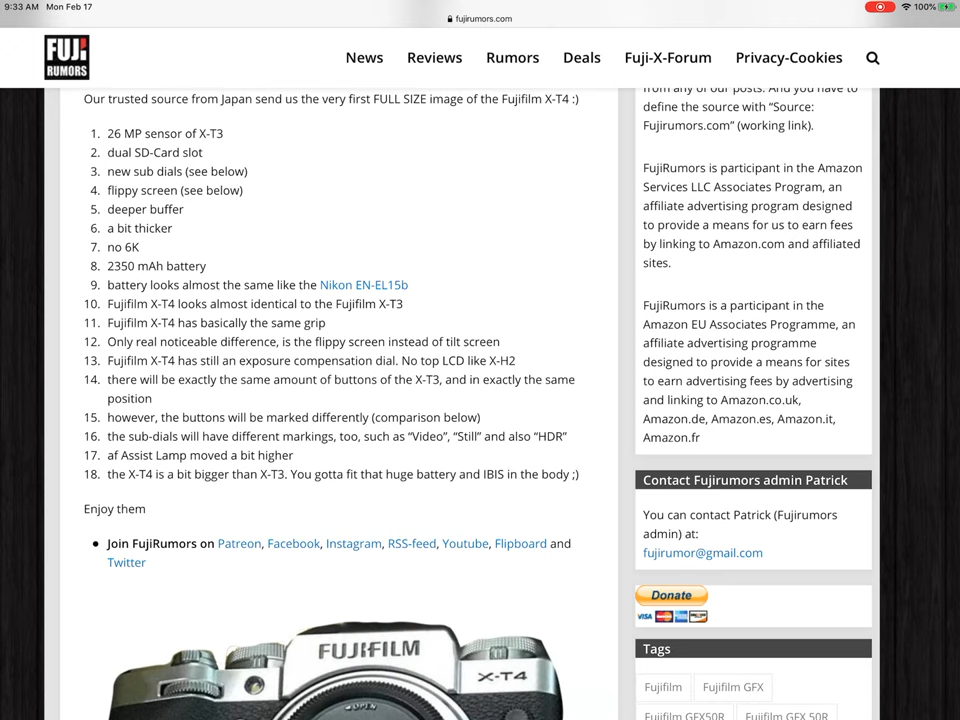 9:33 AM Mon Feb 17
100%
fujirumors.com
FUJI
RUMORS
News Reviews Rumors Deals Fuji-X-Forum Privacy-Cookies
Our trusted source from Japan send us the very first FULL SIZE image of the Fujifilm X-T4 :)
1. 26 MP sensor of X-T3
2. dual SD-Card slot
3. new sub dials (see below)
4. flippy screen (see below)
5. deeper buffer
6. a bit thicker
7. no 6K
8. 2350 mAh battery
9. battery looks almost the same like the Nikon EN-EL15b
10. Fujifilm X-T4 looks almost identical to the Fujifilm X-T3
11. Fujifilm X-T4 has basically the same grip
12. Only real noticeable difference, is the flippy screen instead of tilt screen
13. Fujifilm X-T4 has still an exposure compensation dial. No top LCD like X-H2
14. there will be exactly the same amount of buttons of the X-T3, and in exactly the same
position
15. however, the buttons will be marked differently (comparison below)
16. the sub-dials will have different markings, too, such as “Video”, “Still” and also “HDR”
17. af Assist Lamp moved a bit higher
18. the X-T4 is a bit bigger than X-T3. You gotta fit that huge battery and IBIS in the body ;)
Enjoy them
● Join FujiRumors on Patreon, Facebook, Instagram, RSS-feed, Youtube, Flipboard and
Twitter
FUJIFILM
X-T4
OPEN
from any of our posts. And you have to
define the source with “Source:
Fujirumors.com” (working link).
FujiRumors is participant in the Amazon
Services LLC Associates Program, an
affiliate advertising program designed
to provide a means for us to earn fees
by linking to Amazon.com and affiliated
sites.
FujiRumors is a participant in the
Amazon EU Associates Programme, an
affiliate advertising programme
designed to provide a means for sites
to earn advertising fees by advertising
and linking to Amazon.co.uk,
Amazon.de, Amazon.es, Amazon.it,
Amazon.fr
Contact Fujirumors admin Patrick
You can contact Patrick (Fujirumors
admin) at:
fujirumor@gmail.com
Donate
VISA
Tags
Fujifilm Fujifilm GFX
Fujifilm GFX50R Fujifilm GFX 50R